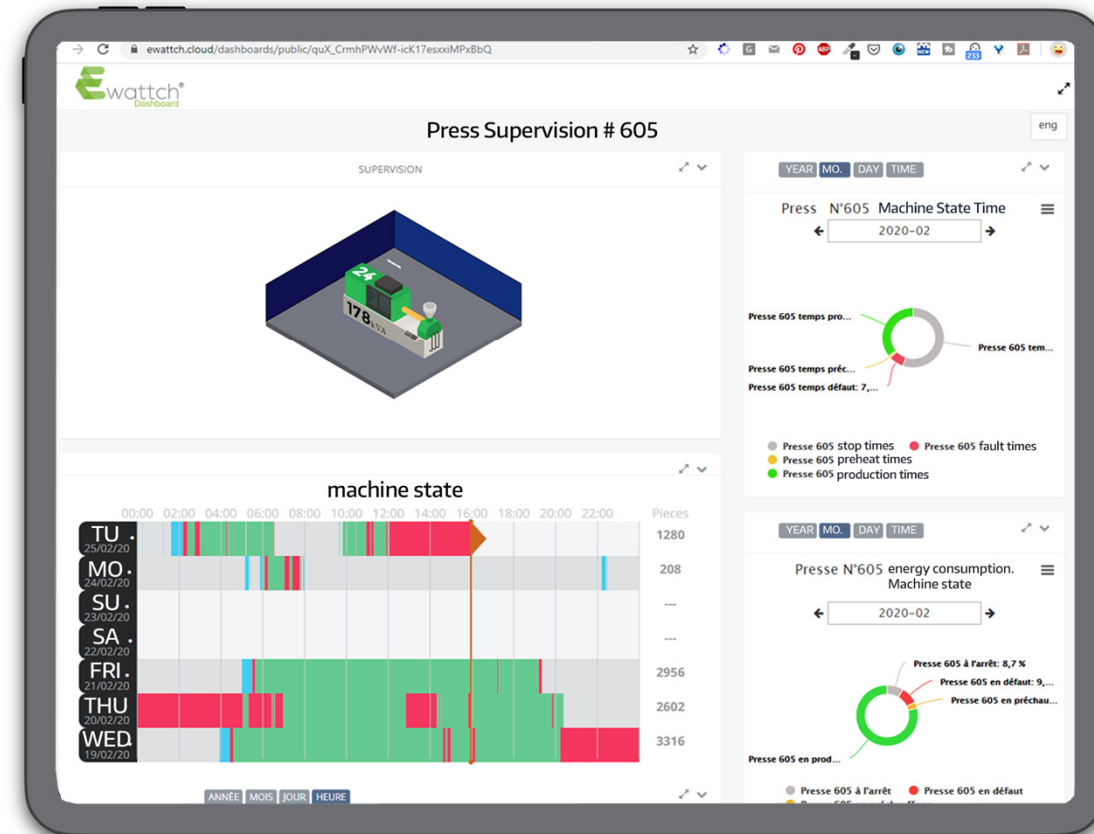 ewattch.cloud/dashboards/public/quX_CrmhPWvWf-icK17esxxiMPxBbQ
Ewattch®
Dashboard
Press Supervision # 605
eng
SUPERVISION
24
178 kVA
YEAR MO. DAY TIME
Press N°605 Machine State Time
2020-02
Presse 605 temps pro...
Presse 605 tem...
Presse 605 temps préc...
Presse 605 temps défaut: 7,...
Presse 605 stop times
Presse 605 fault times
Presse 605 preheat times
Presse 605 production times
machine state
00:00 02:00 04:00 06:00 08:00 10:00 12:00 14:00 16:00 18:00 20:00 22:00 Pieces
TU. 1280
25/02/20
MO. 208
24/02/20
SU. ---
23/02/20
SA. ---
22/02/20
FRI. 2956
21/02/20
THU 2602
20/02/20
WED. 3316
19/02/20
ANNÉE MOIS JOUR HEURE
YEAR MO. DAY TIME
Presse N°605 energy consumption.
Machine state
2020-02
Presse 605 à l'arrêt: 8,7 %
Presse 605 en défaut: 9,...
Presse 605 en préchau...
Presse 605 en prod...
Presse 605 à l'arrêt
Presse 605 en défaut